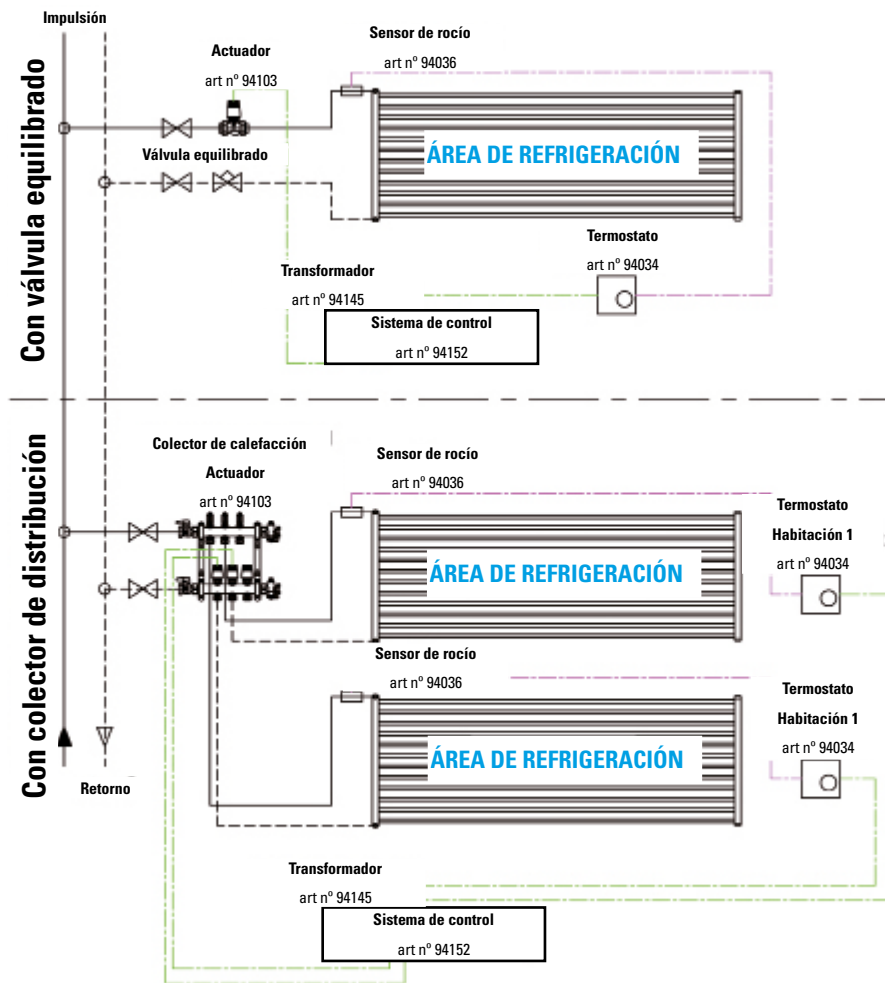 Impulsión
Con válvula equilibrado
Actuador
art nº 94103
Sensor de rocío
art nº 94036
ÁREA DE REFRIGERACIÓN
Válvula equilibrado
Termostato
art nº 94034
Transformador
art nº 94145
Sistema de control
art nº 94152
Con colector de distribución
Colector de calefacción
Actuador
art nº 94103
Sensor de rocío
art nº 94036
Termostato
Habitación 1
art nº 94034
ÁREA DE REFRIGERACIÓN
Sensor de rocío
art nº 94036
Termostato
Habitación 1
art nº 94034
ÁREA DE REFRIGERACIÓN
Retorno
Transformador
art nº 94145
Sistema de control
art nº 94152